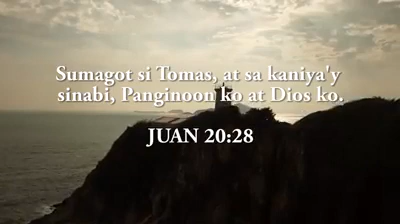 Sumagot si Tomas, at sa kaniya'y
sinabi, Panginoon ko at Dios ko.
JUAN 20:28